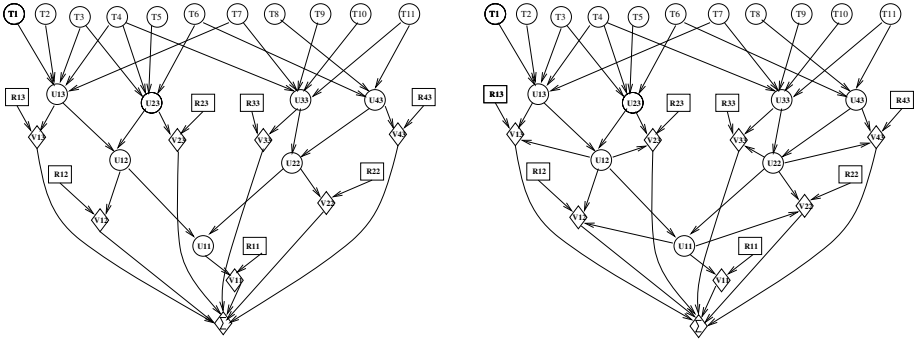 T1 T2 T3 T4 T5 T6 T7 T8 T9 T10 T11 T1 T2 T3 T4 T5 T6 T7 T8 T9 T10 T11
R13 U13 U23 R23 R33 U33 U43 R43 R13 U13 U23 R23 R33 U33 U43 R43
V13 V23 V33 V43 V13 V23 V33 V43
R12 U12 U22 R22 R12 U12 U22 R22
V12 V22 V12 V22
U11 R11 U11 R11
V11 V11
Σ Σ